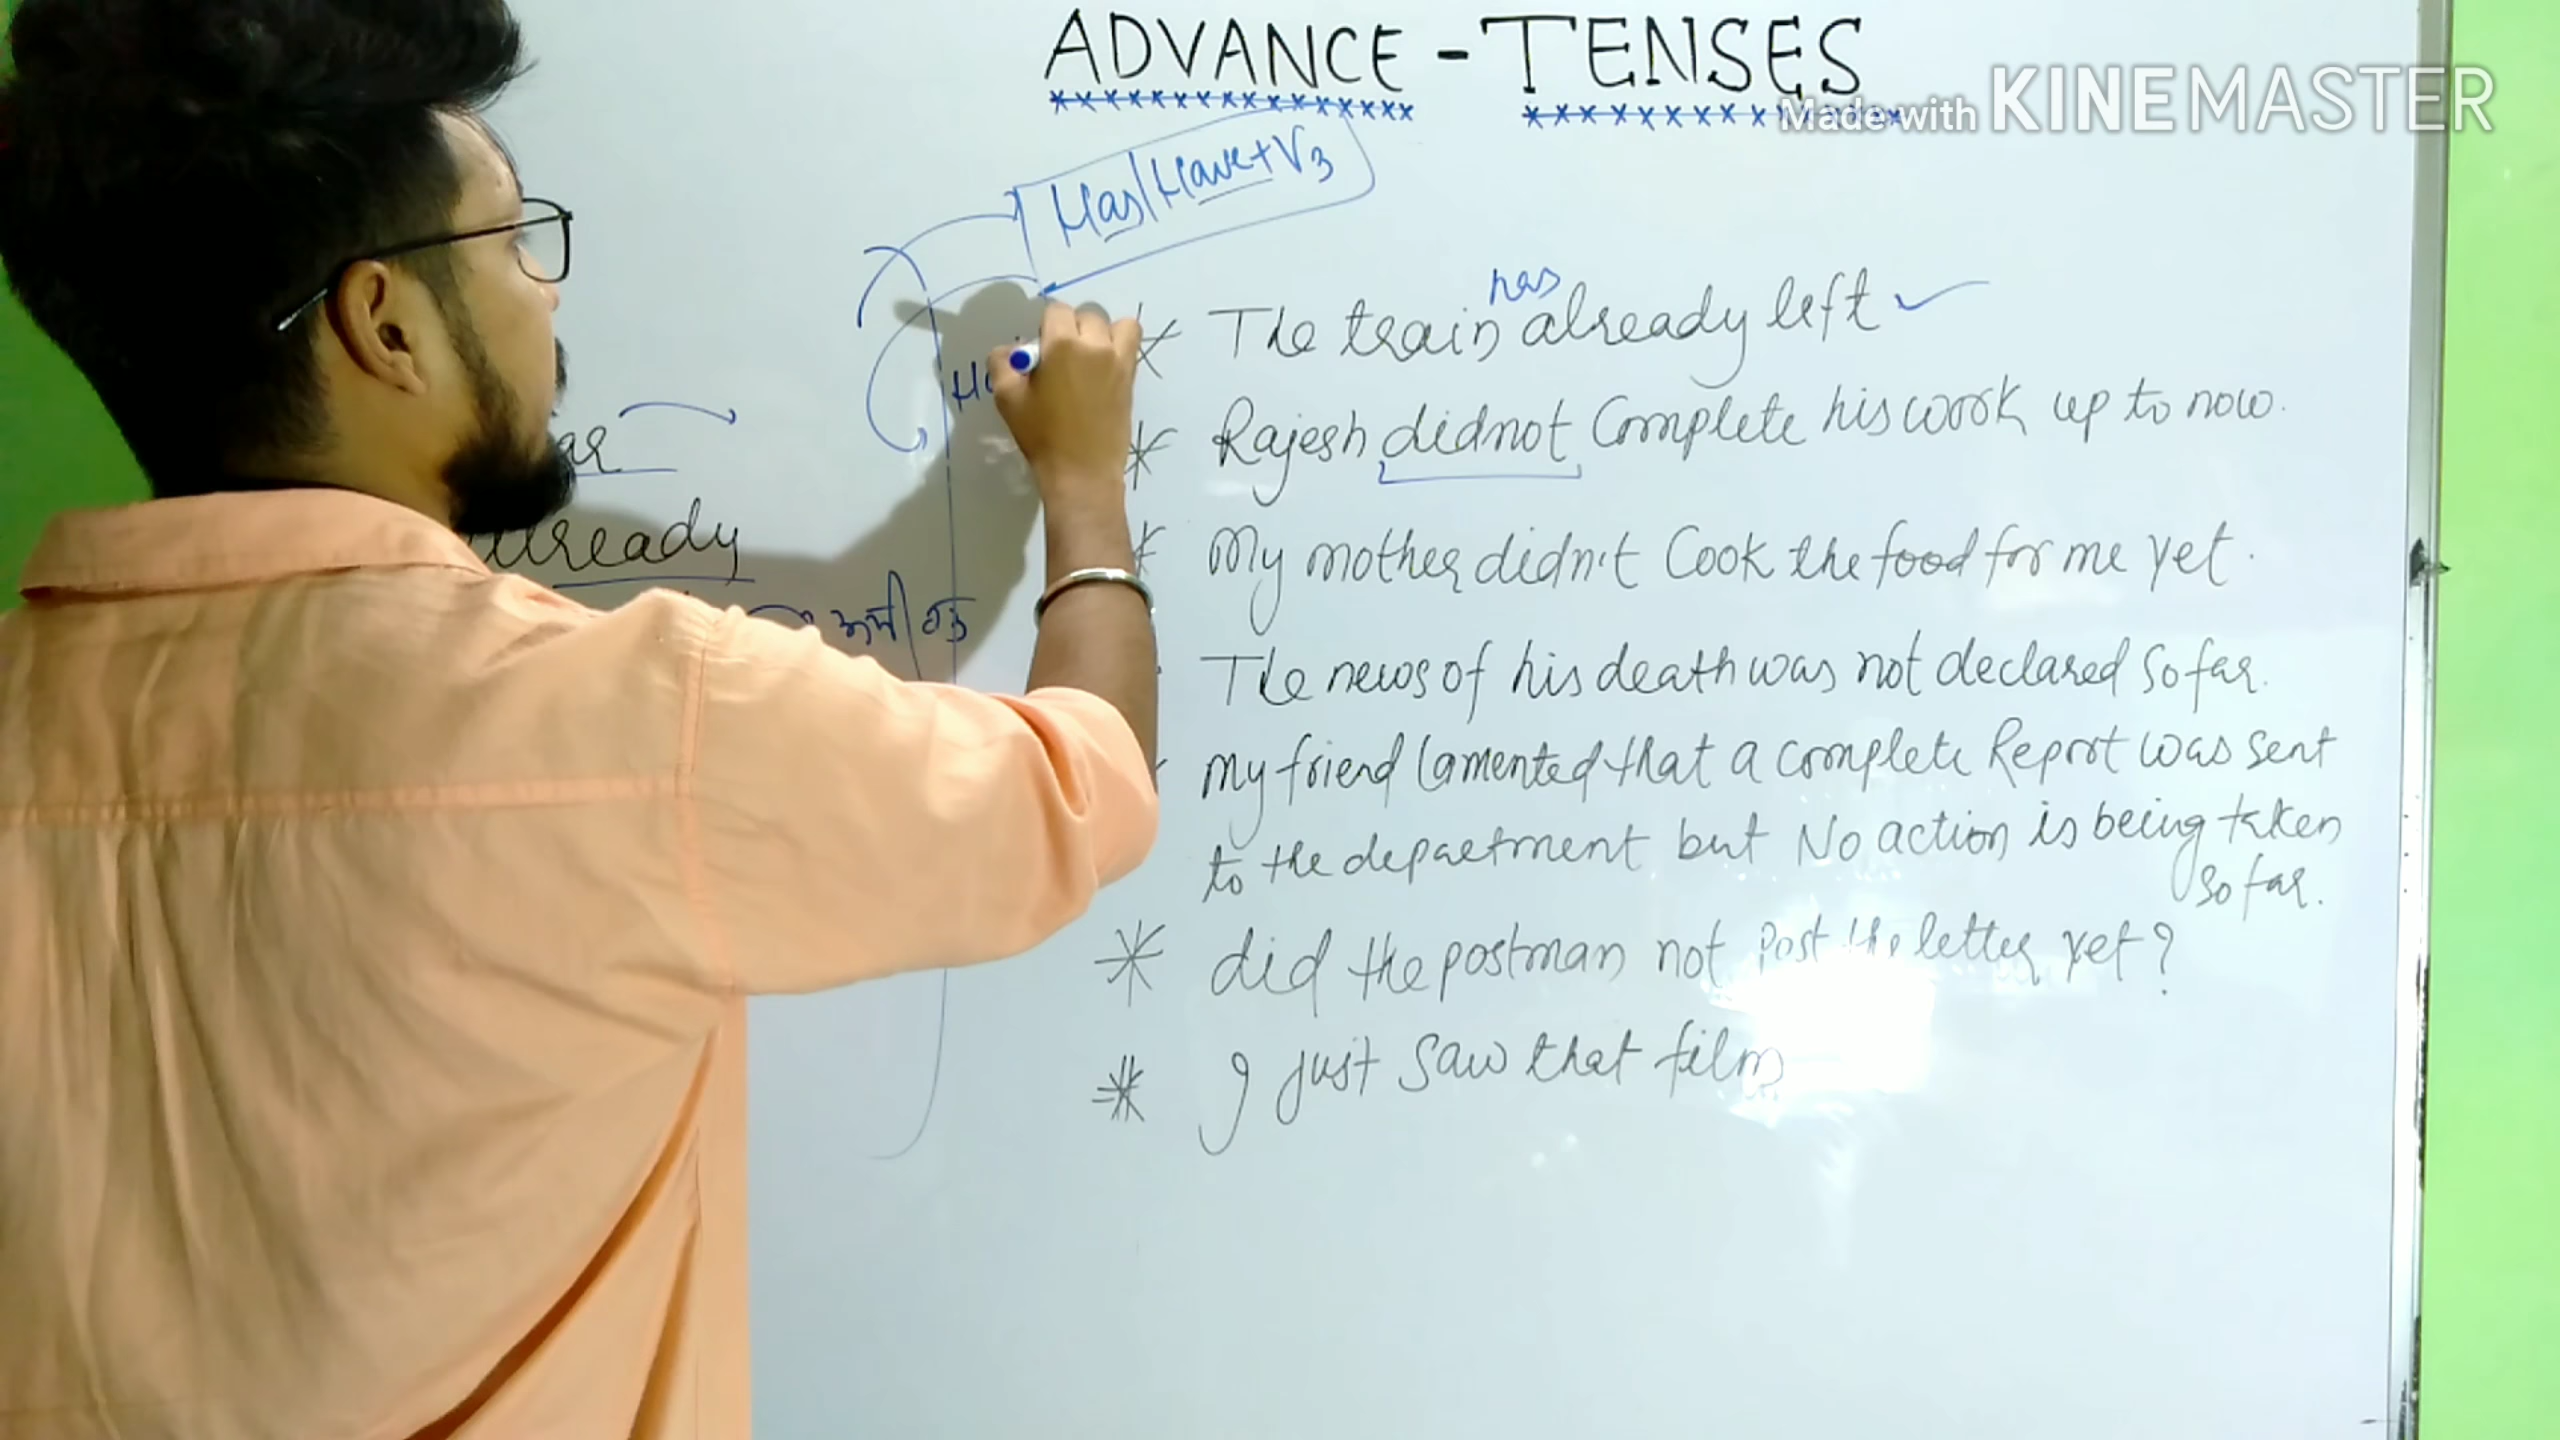 ADVANCE - TENSES
Made with KINEMASTER
Has/Have+V3
has
* The train already left ✓
* Rajesh didnot Complete his work up to now.
* My mother didn't Cook the food for me yet.
The news of his death was not declared so far.
my friend lamented that a complete Report was sent
to the department but No action is being taken
so far.
* did the postman not Post the letter yet?
* I just saw that film
ar
already